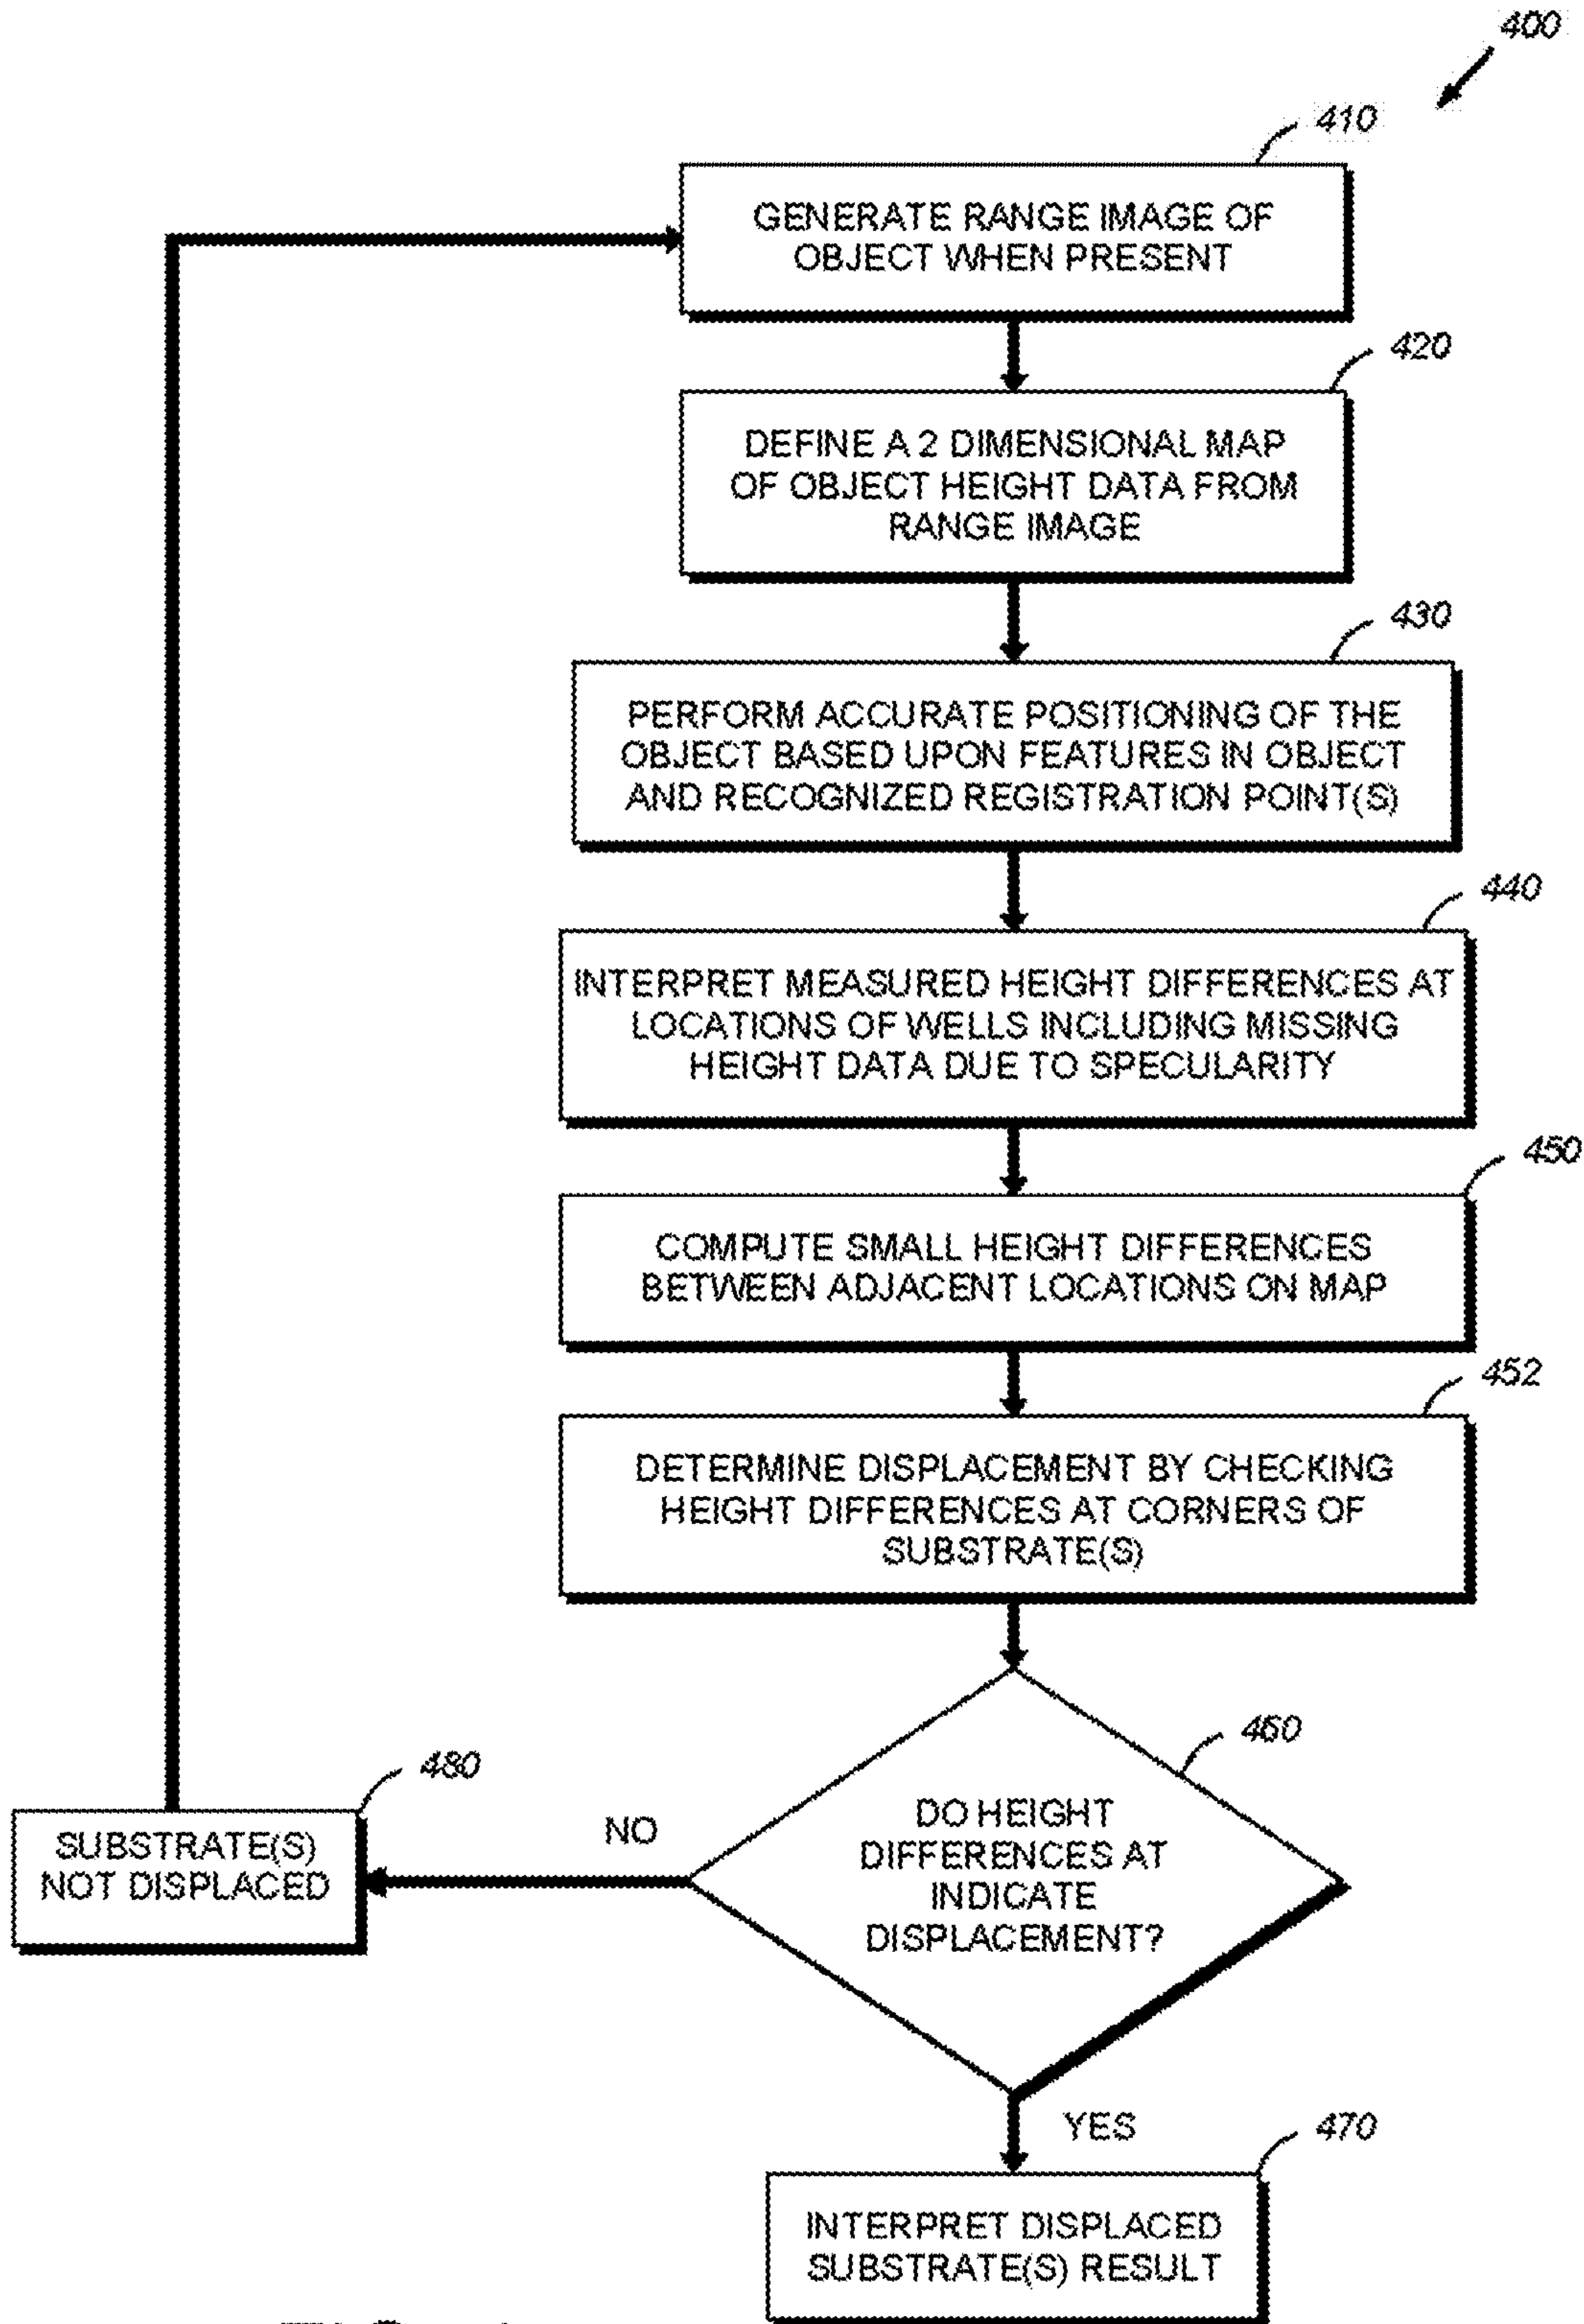 400
410
GENERATE RANGE IMAGE OF
OBJECT WHEN PRESENT
420
DEFINE A 2 DIMENSIONAL MAP
OF OBJECT HEIGHT DATA FROM
RANGE IMAGE
430
PERFORM ACCURATE POSITIONING OF THE
OBJECT BASED UPON FEATURES IN OBJECT
AND RECOGNIZED REGISTRATION POINT(S)
440
INTERPRET MEASURED HEIGHT DIFFERENCES AT
LOCATIONS OF WELLS INCLUDING MISSING
HEIGHT DATA DUE TO SPECULARITY
450
COMPUTE SMALL HEIGHT DIFFERENCES
BETWEEN ADJACENT LOCATIONS ON MAP
452
DETERMINE DISPLACEMENT BY CHECKING
HEIGHT DIFFERENCES AT CORNERS OF
SUBSTRATE(S)
460
DO HEIGHT
DIFFERENCES AT
INDICATE
DISPLACEMENT?
NO
480
SUBSTRATE(S)
NOT DISPLACED
YES
470
INTERPRET DISPLACED
SUBSTRATE(S) RESULT